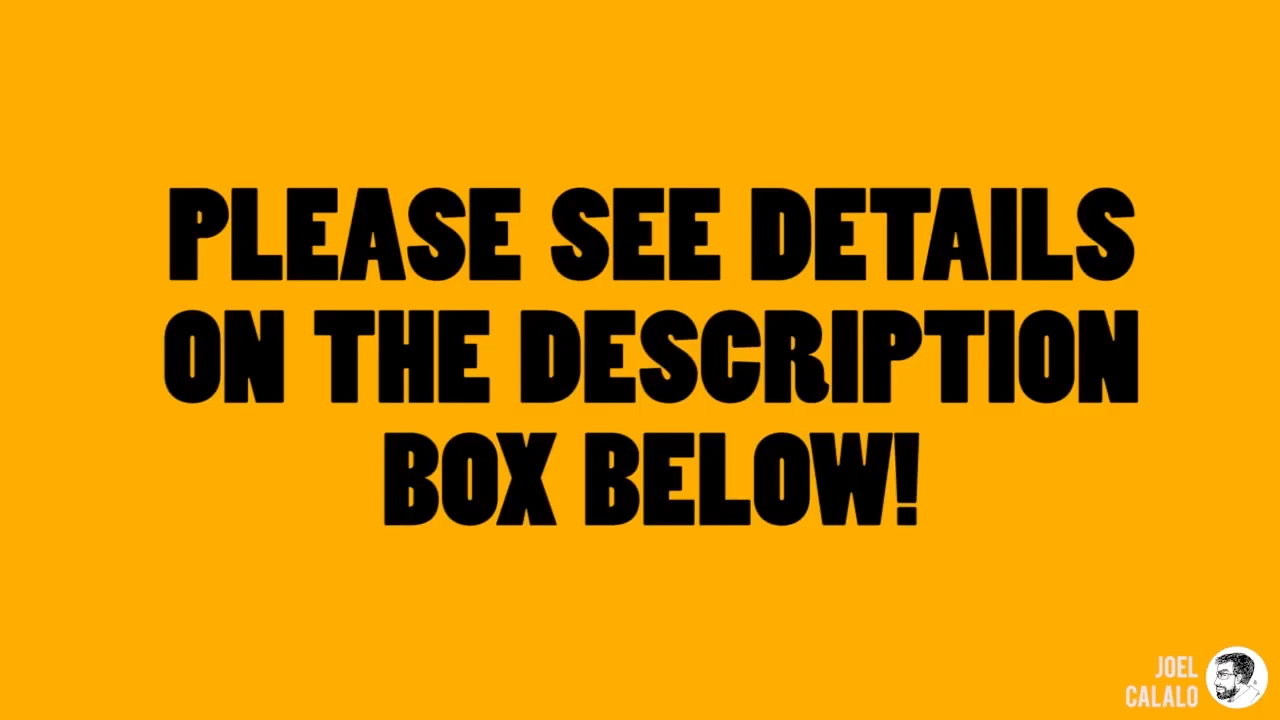 PLEASE SEE DETAILS
ON THE DESCRIPTION
BOX BELOW!
JOEL
CALALO